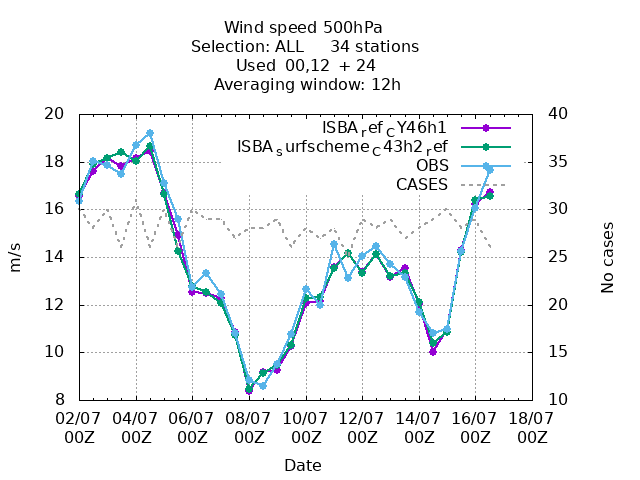 Wind speed 500hPa
Selection: ALL 34 stations
Used 00,12 + 24
Averaging window: 12h
20 40
ISBArefCY46h1
ISBAsurfschemeC43h2ref
18 OBS 35
CASES
16 30
14 25
m/s No cases
12 20
10 15
8 10
02/07 04/07 06/07 08/07 10/07 12/07 14/07 16/07 18/07
00Z 00Z 00Z 00Z 00Z 00Z 00Z 00Z 00Z
Date